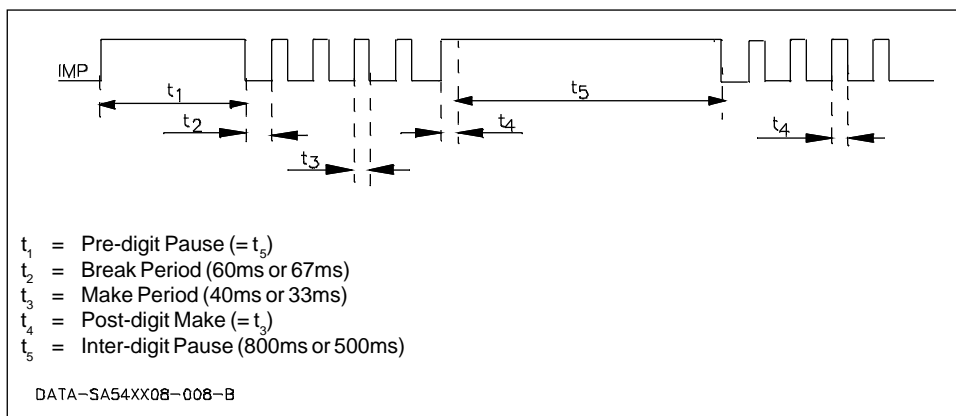 IMP
t₁
t₅
t₂
t₄
t₄
t₃
t₁ = Pre-digit Pause (= t₅)
t₂ = Break Period (60ms or 67ms)
t₃ = Make Period (40ms or 33ms)
t₄ = Post-digit Make (= t₃)
t₅ = Inter-digit Pause (800ms or 500ms)
DATA-SA54XX08-008-B